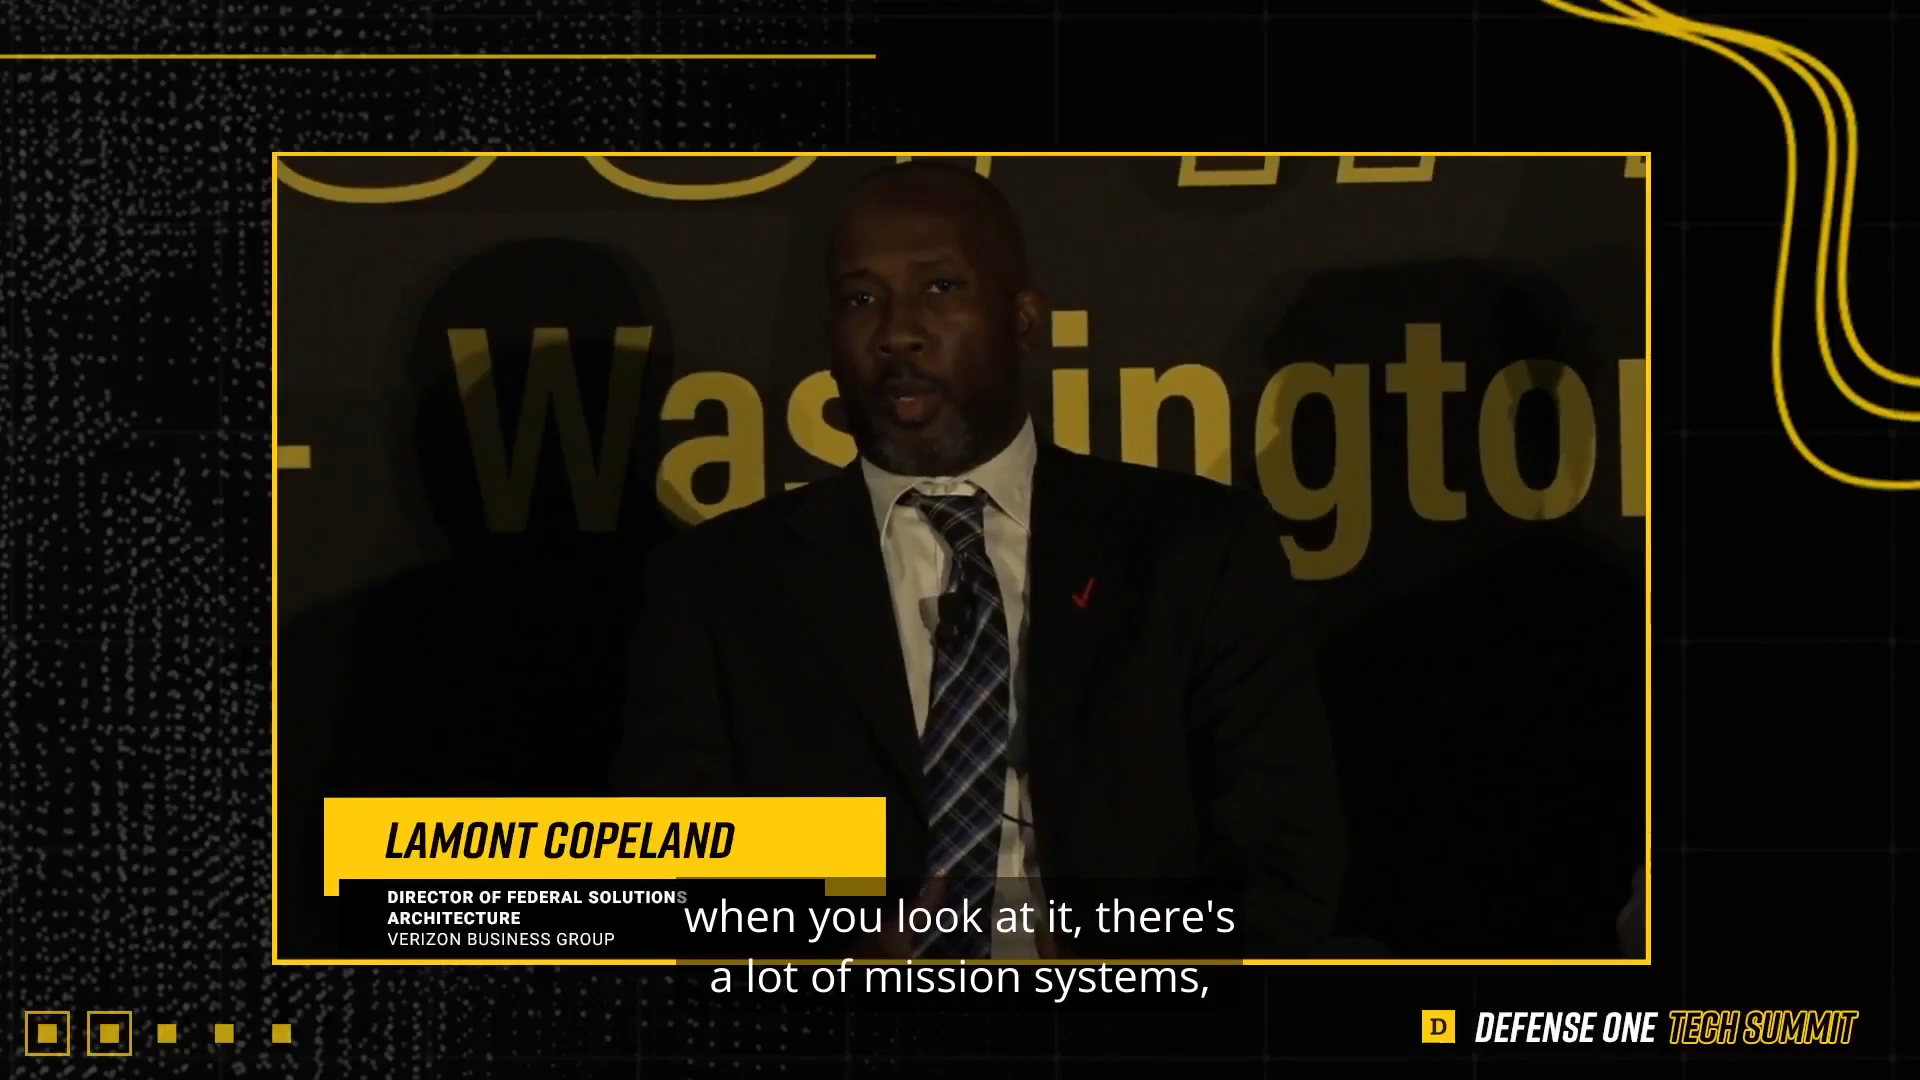 Washington
LAMONT COPELAND
DIRECTOR OF FEDERAL SOLUTIONS
ARCHITECTURE
VERIZON BUSINESS GROUP
when you look at it, there's
a lot of mission systems,
D DEFENSE ONE TECH SUMMIT